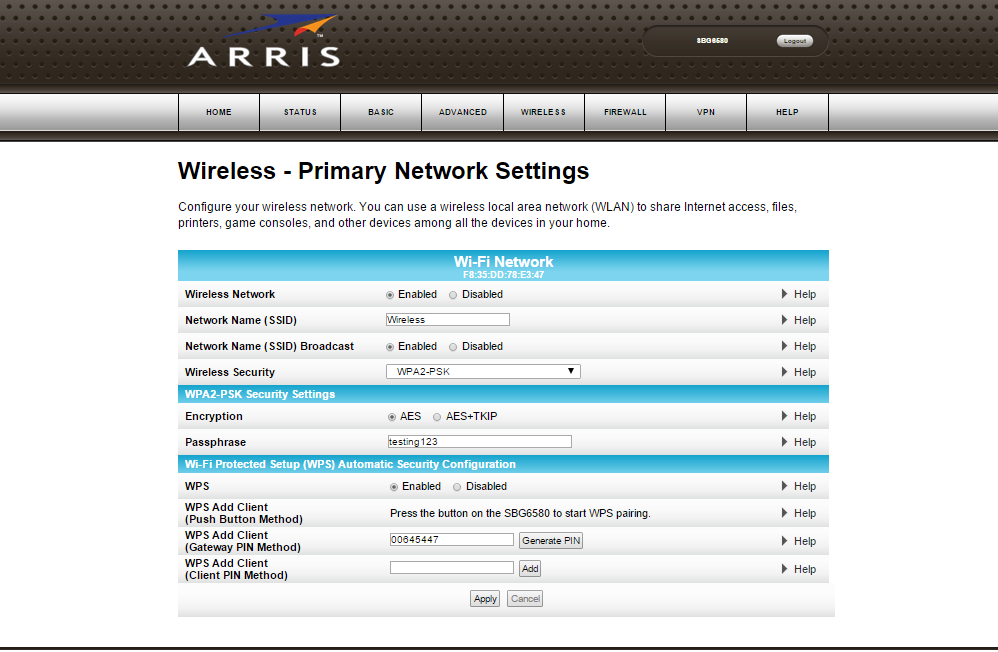 ARRIS
TM
SBG6580
Logout
HOME STATUS BASIC ADVANCED WIRELESS FIREWALL VPN HELP
Wireless - Primary Network Settings
Configure your wireless network. You can use a wireless local area network (WLAN) to share Internet access, files,
printers, game consoles, and other devices among all the devices in your home.
Wi-Fi Network
F8:35:DD:78:E3:47
Wireless Network Enabled Disabled Help
Network Name (SSID) Wireless Help
Network Name (SSID) Broadcast Enabled Disabled Help
Wireless Security WPA2-PSK Help
WPA2-PSK Security Settings
Encryption AES AES+TKIP Help
Passphrase testing123 Help
Wi-Fi Protected Setup (WPS) Automatic Security Configuration
WPS Enabled Disabled Help
WPS Add Client
(Push Button Method) Press the button on the SBG6580 to start WPS pairing. Help
WPS Add Client
(Gateway PIN Method) 00645447 Generate PIN Help
WPS Add Client
(Client PIN Method) Add Help
Apply Cancel